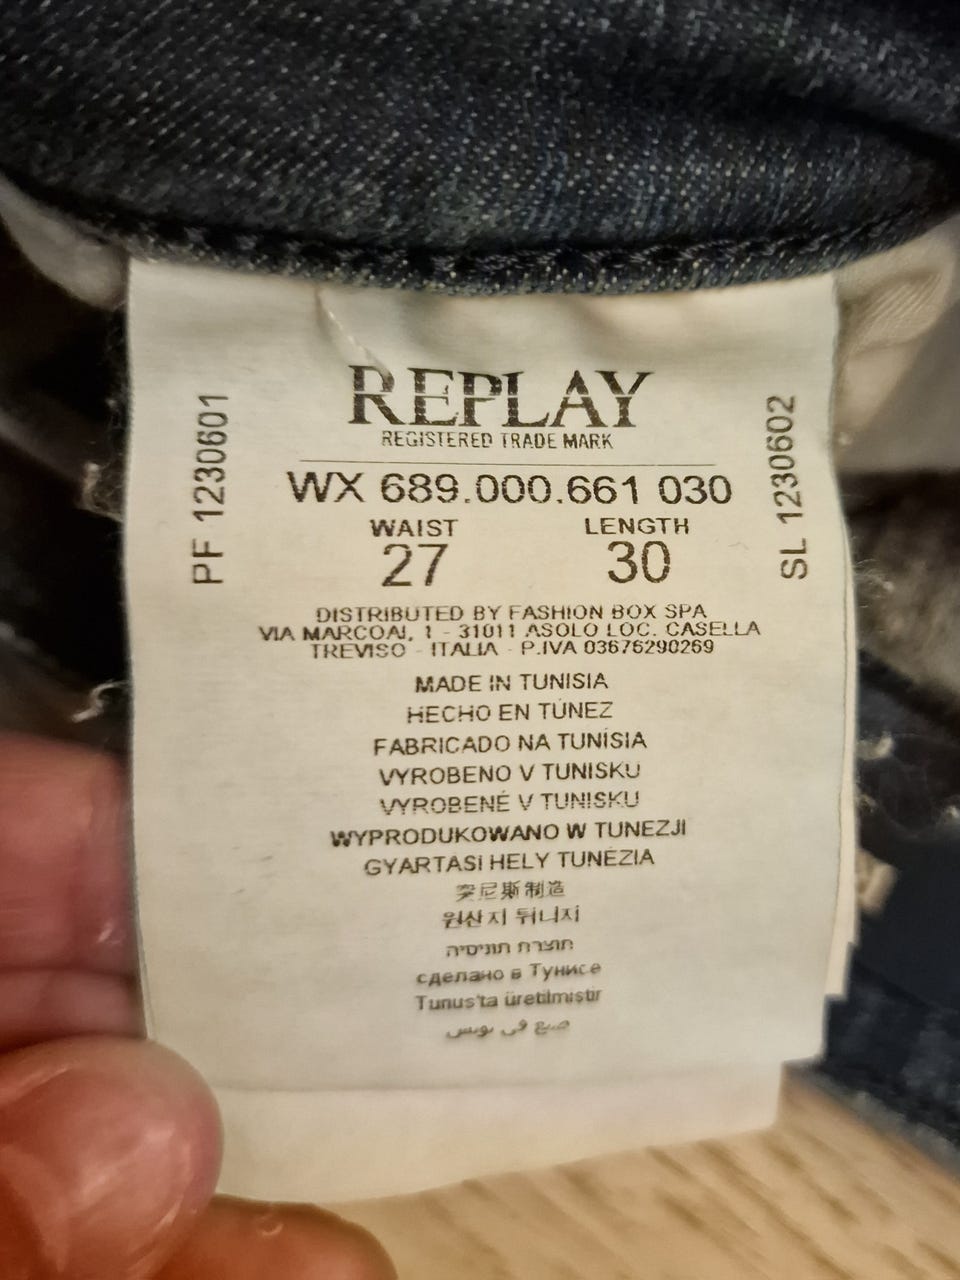 REPLAY
REGISTERED TRADE MARK
PF 1230601
SL 1230602
WX 689.000.661 030
WAIST LENGTH
27 30
DISTRIBUTED BY FASHION BOX SPA
VIA MARCOAI, 1 - 31011 ASOLO LOC. CASELLA
TREVISO - ITALIA - P.IVA 03676290269
MADE IN TUNISIA
HECHO EN TÚNEZ
FABRICADO NA TUNÍSIA
VYROBENO V TUNISKU
VYROBENÉ V TUNISKU
WYPRODUKOWANO W TUNEZJI
GYARTASI HELY TUNÉZIA
突尼斯制造
원산지 튀니지
תוצרת תוניסיה
сделано в Тунисе
Tunus'ta üretilmistir
صنع في تونس